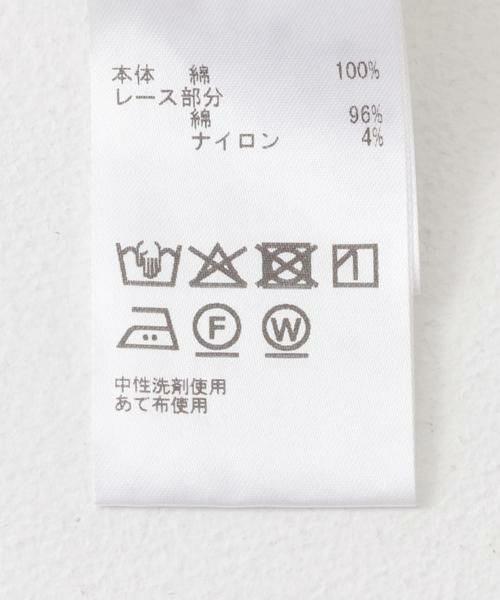 本体 綿 100%
レース部分
綿 96%
ナイロン 4%
F W
中性洗剤使用
あて布使用